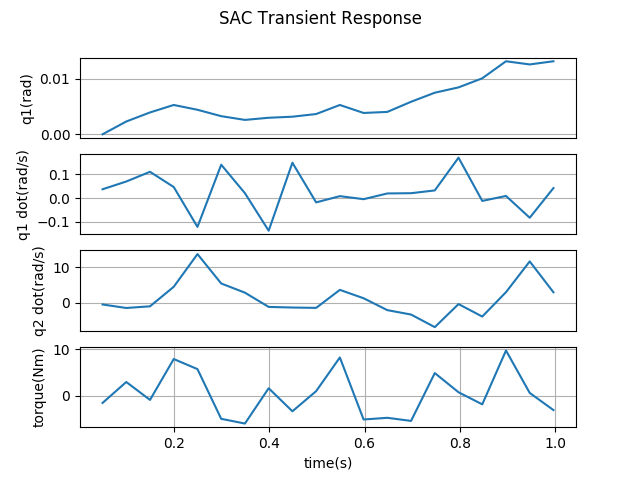 SAC Transient Response
q1(rad)
0.01
0.00
q1 dot(rad/s)
0.1
0.0
−0.1
q2 dot(rad/s)
10
0
torque(Nm)
10
0
0.2 0.4 0.6 0.8 1.0
time(s)